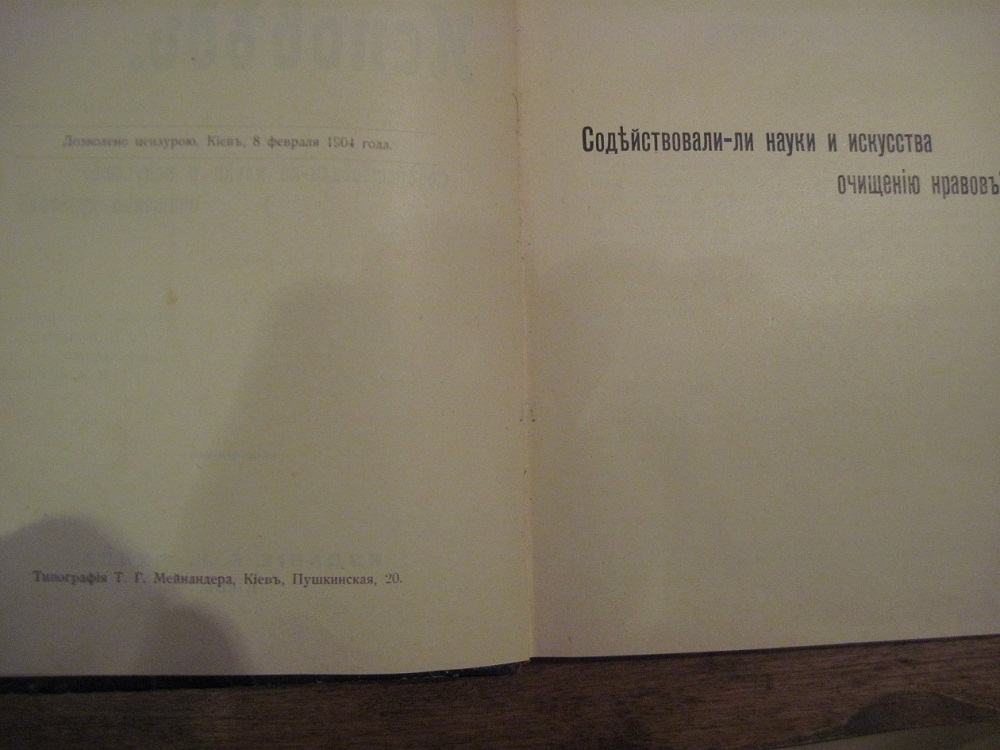 Дозволено цензурою. Кіевъ, 8 февраля 1904 года.
Типографія Т. Г. Мейнандера, Кіевъ, Пушкинская, 20.
Содѣйствовали-ли науки и искусства
очищенію нравовъ